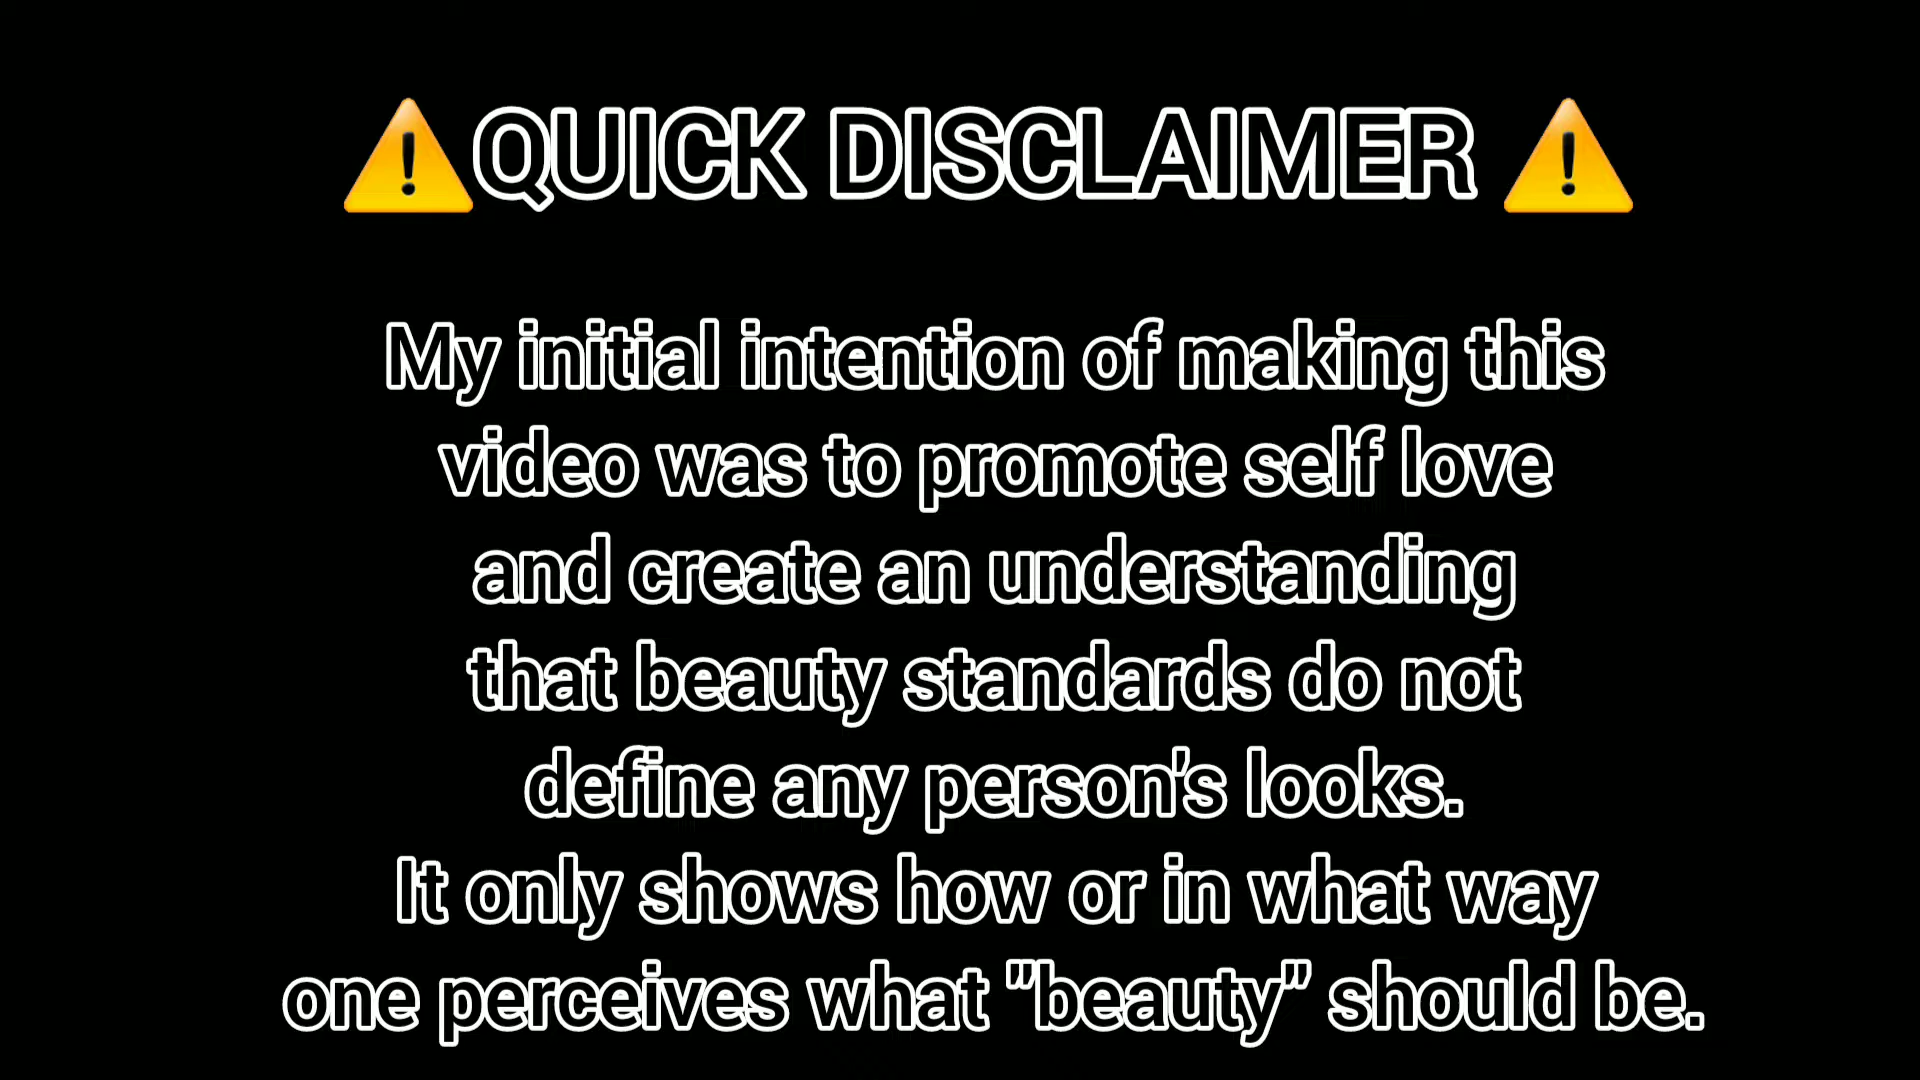 ⚠️QUICK DISCLAIMER ⚠️
My initial intention of making this
video was to promote self love
and create an understanding
that beauty standards do not
define any person's looks.
It only shows how or in what way
one perceives what "beauty" should be.